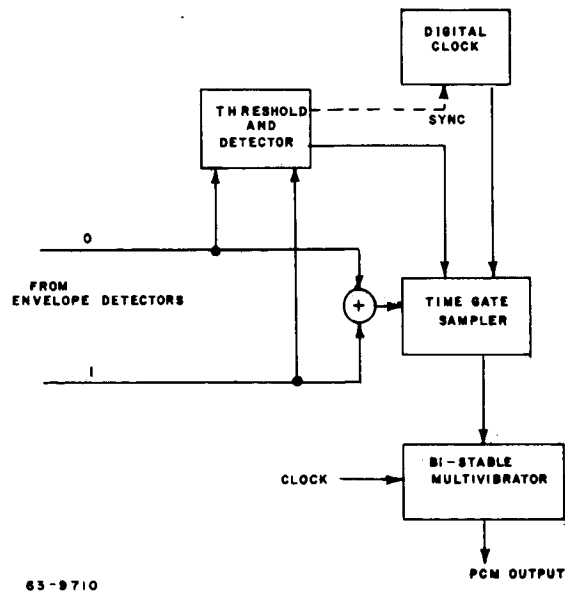 DIGITAL
CLOCK
THRESHOLD
AND
DETECTOR
SYNC
0
FROM
ENVELOPE DETECTORS
+
TIME GATE
SAMPLER
1
BI-STABLE
MULTIVIBRATOR
CLOCK
PCM OUTPUT
63-9710